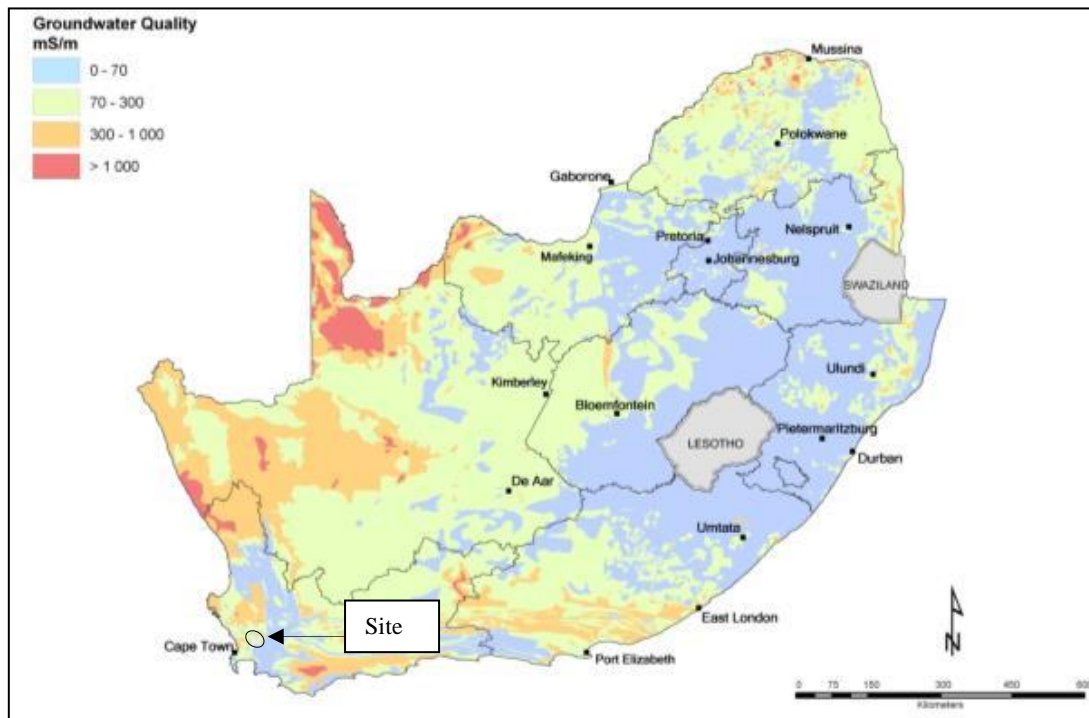 Groundwater Quality
mS/m
0 - 70
70 - 300
300 - 1 000
> 1 000
Mussina
Polokwane
Gaborone
Nelspruit
Pretoria
Mafeking
Johannesburg
SWAZILAND
Ulundi
Kimberley
Bloemfontein
Pietermaritzburg
LESOTHO
Durban
De Aar
Umtata
East London
Site
Cape Town
Port Elizabeth
N
0 75 150 300 450 600
Kilometers